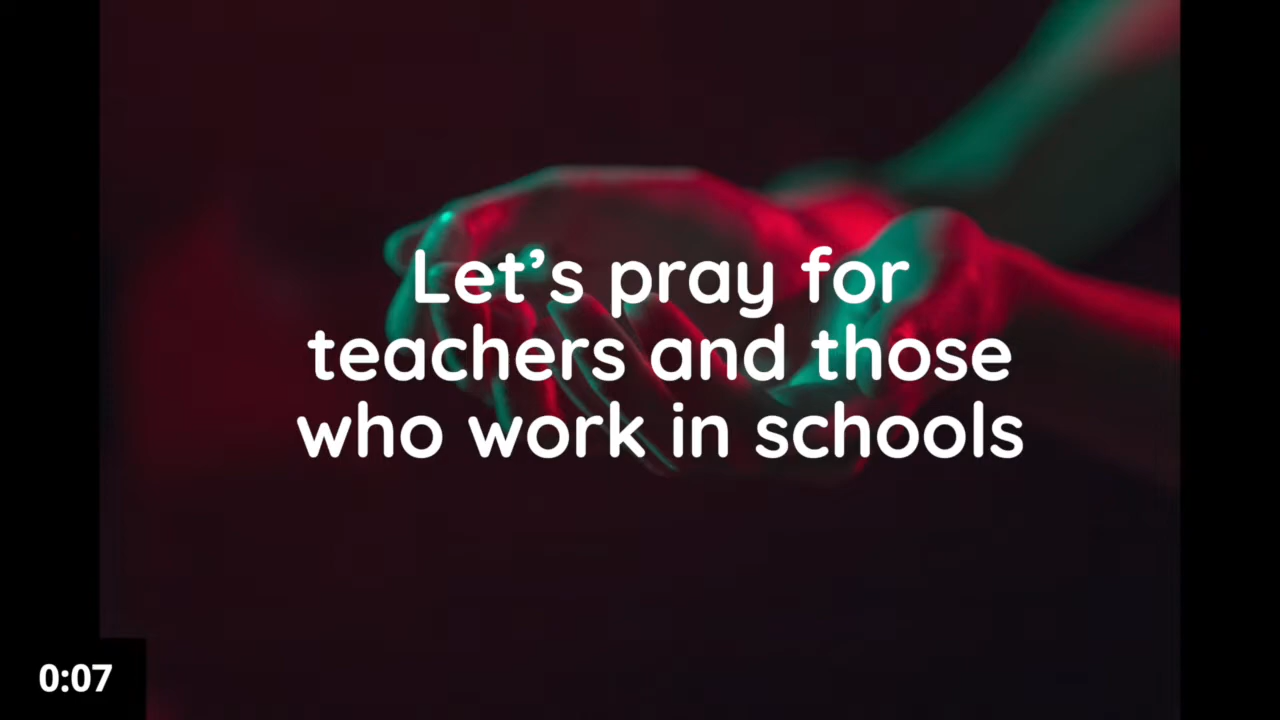 Let’s pray for
teachers and those
who work in schools
0:07